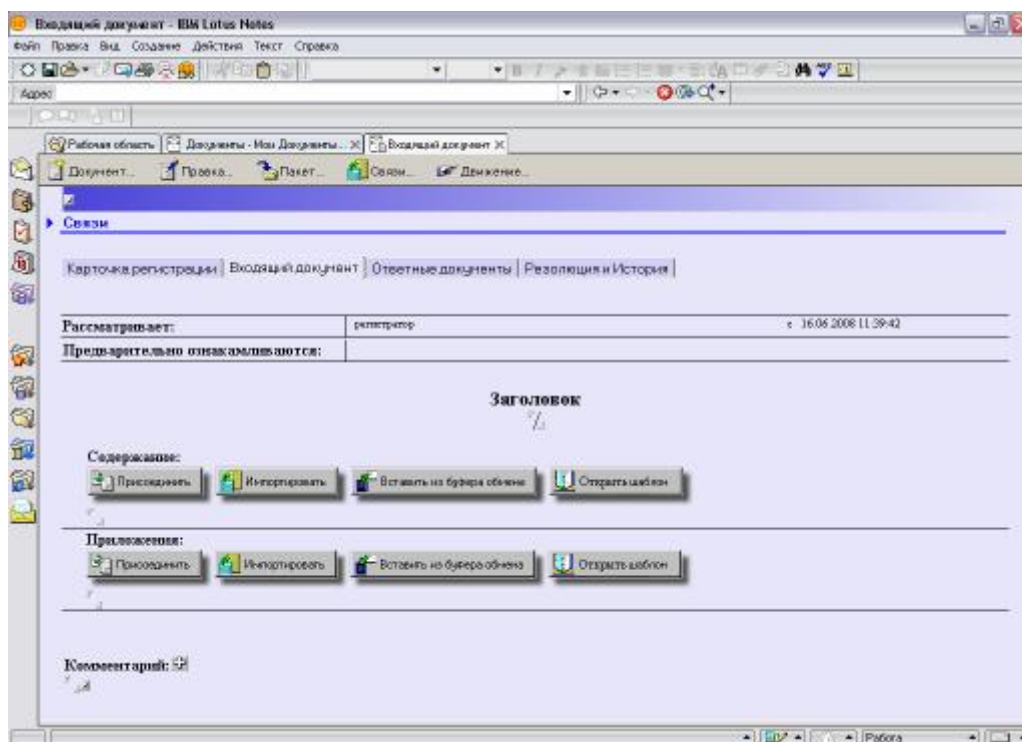 Входящий документ - IBM Lotus Notes
Файл Правка Вид Создание Действия Текст Справка
Адрес
Рабочая область Документы - Мои Документы... Входящий документ
Документ... Правка... Пакет... Связи... Движение...
Связи
Карточка регистрации Входящий документ Ответные документы Резолюция и История
Рассматривает: регистратор с 16.06.2008 11:39:42
Предварительно ознакамливаются:
Заголовок
Содержание:
Присоединить Импортировать Вставить из буфера обмена Открыть шаблон
Приложения:
Присоединить Импортировать Вставить из буфера обмена Открыть шаблон
Комментарий:
Работа